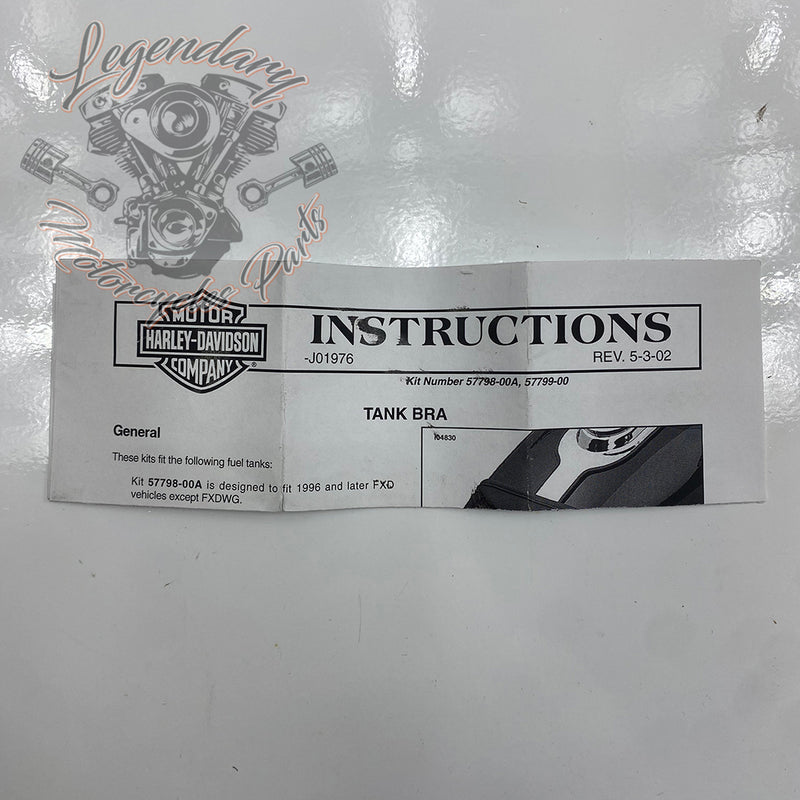 Legendary
Motorcycles Parts
MOTOR
HARLEY-DAVIDSON
COMPANY
®
INSTRUCTIONS
-J01976
REV. 5-3-02
Kit Number 57798-00A, 57799-00
TANK BRA
General
i04830
These kits fit the following fuel tanks:
Kit 57798-00A is designed to fit 1996 and later FXD
vehicles except FXDWG.